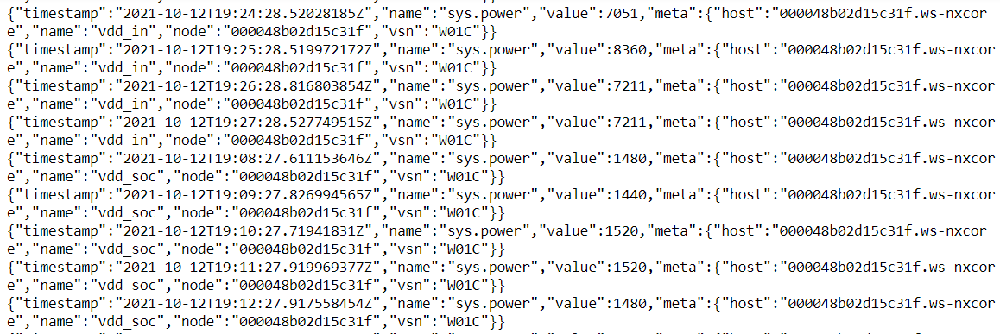 {"timestamp":"2021-10-12T19:24:28.52028185Z","name":"sys.power","value":7051,"meta":{"host":"000048b02d15c31f.ws-nxcor
e","name":"vdd_in","node":"000048b02d15c31f","vsn":"W01C"}}
{"timestamp":"2021-10-12T19:25:28.519972172Z","name":"sys.power","value":8360,"meta":{"host":"000048b02d15c31f.ws-nxcor
e","name":"vdd_in","node":"000048b02d15c31f","vsn":"W01C"}}
{"timestamp":"2021-10-12T19:26:28.816803854Z","name":"sys.power","value":7211,"meta":{"host":"000048b02d15c31f.ws-nxcor
e","name":"vdd_in","node":"000048b02d15c31f","vsn":"W01C"}}
{"timestamp":"2021-10-12T19:27:28.527749515Z","name":"sys.power","value":7211,"meta":{"host":"000048b02d15c31f.ws-nxcor
e","name":"vdd_in","node":"000048b02d15c31f","vsn":"W01C"}}
{"timestamp":"2021-10-12T19:08:27.611153646Z","name":"sys.power","value":1480,"meta":{"host":"000048b02d15c31f.ws-nxcor
e","name":"vdd_soc","node":"000048b02d15c31f","vsn":"W01C"}}
{"timestamp":"2021-10-12T19:09:27.826994565Z","name":"sys.power","value":1440,"meta":{"host":"000048b02d15c31f.ws-nxcor
e","name":"vdd_soc","node":"000048b02d15c31f","vsn":"W01C"}}
{"timestamp":"2021-10-12T19:10:27.71941831Z","name":"sys.power","value":1520,"meta":{"host":"000048b02d15c31f.ws-nxcor
e","name":"vdd_soc","node":"000048b02d15c31f","vsn":"W01C"}}
{"timestamp":"2021-10-12T19:11:27.919969377Z","name":"sys.power","value":1520,"meta":{"host":"000048b02d15c31f.ws-nxcor
e","name":"vdd_soc","node":"000048b02d15c31f","vsn":"W01C"}}
{"timestamp":"2021-10-12T19:12:27.917558454Z","name":"sys.power","value":1480,"meta":{"host":"000048b02d15c31f.ws-nxcor
e","name":"vdd_soc","node":"000048b02d15c31f","vsn":"W01C"}}